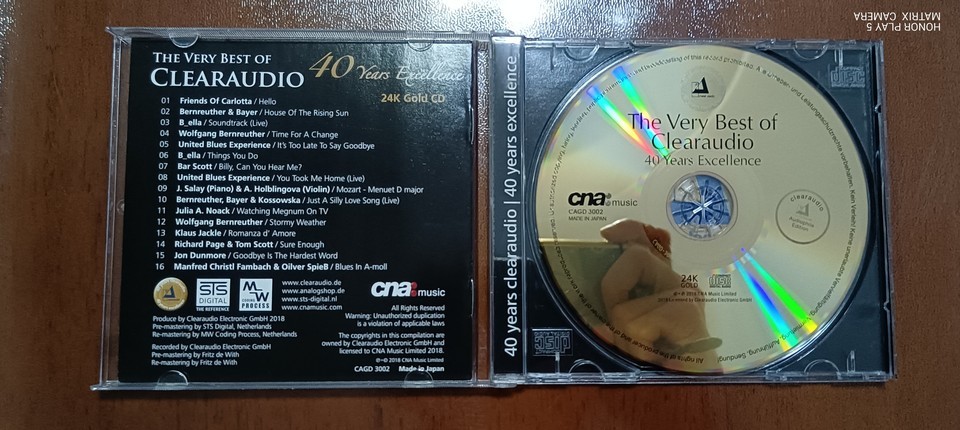 THE VERY BEST OF
CLEARAUDIO
40 Years Excellence
24K Gold CD
01 Friends Of Carlotta / Hello
02 Bernreuther & Bayer / House Of The Rising Sun
03 B_ella / Soundtrack (Live)
04 Wolfgang Bernreuther / Time For A Change
05 United Blues Experience / It's Too Late To Say Goodbye
06 B_ella / Things You Do
07 Bar Scott / Billy, Can You Hear Me?
08 United Blues Experience / You Took Me Home (Live)
09 J. Salay (Piano) & A. Holblingova (Violin) / Mozart - Menuet D major
10 Bernreuther, Bayer & Kossowska / Just A Silly Love Song (Live)
11 Julia A. Noack / Watching Megnum On TV
12 Wolfgang Bernreuther / Stormy Weather
13 Klaus Jackle / Romanza d' Amore
14 Richard Page & Tom Scott / Sure Enough
15 Jon Dunmore / Goodbye Is The Hardest Word
16 Manfred Christl Fambach & Oilver SpieB / Blues In A-moll
STS
DIGITAL
THE REFERENCE
MW
CODING
PROCESS
www.clearaudio.de
www.analogshop.de
www.sts-digital.nl
www.cnamusic.com
cna music
Produce by Clearaudio Electronic GmbH 2018
Pre-mastering by STS Digital, Netherlands
Re-mastering by MW Coding Process, Netherlands
Recorded by Clearaudio Electronic GmbH
Pre-mastering by Fritz de With
Re-mastering by Fritz de With
All Rights Reserved
Warning: Unauthorized duplication
is a violation of applicable laws
The copyrights in this compilation are
owned by Clearaudio Electronic GmbH and
licensed to CNA Music Limited 2018.
℗+© 2018 CNA Music Limited
CAGD 3002 Made in Japan
40 years clearaudio | 40 years excellence
The Very Best of
Clearaudio
40 Years Excellence
cna music
CAGD 3002
MADE IN JAPAN
clearaudio
Audiophile
Edition
24K
GOLD
disc
HONOR PLAY 5
MATRIX CAMERA